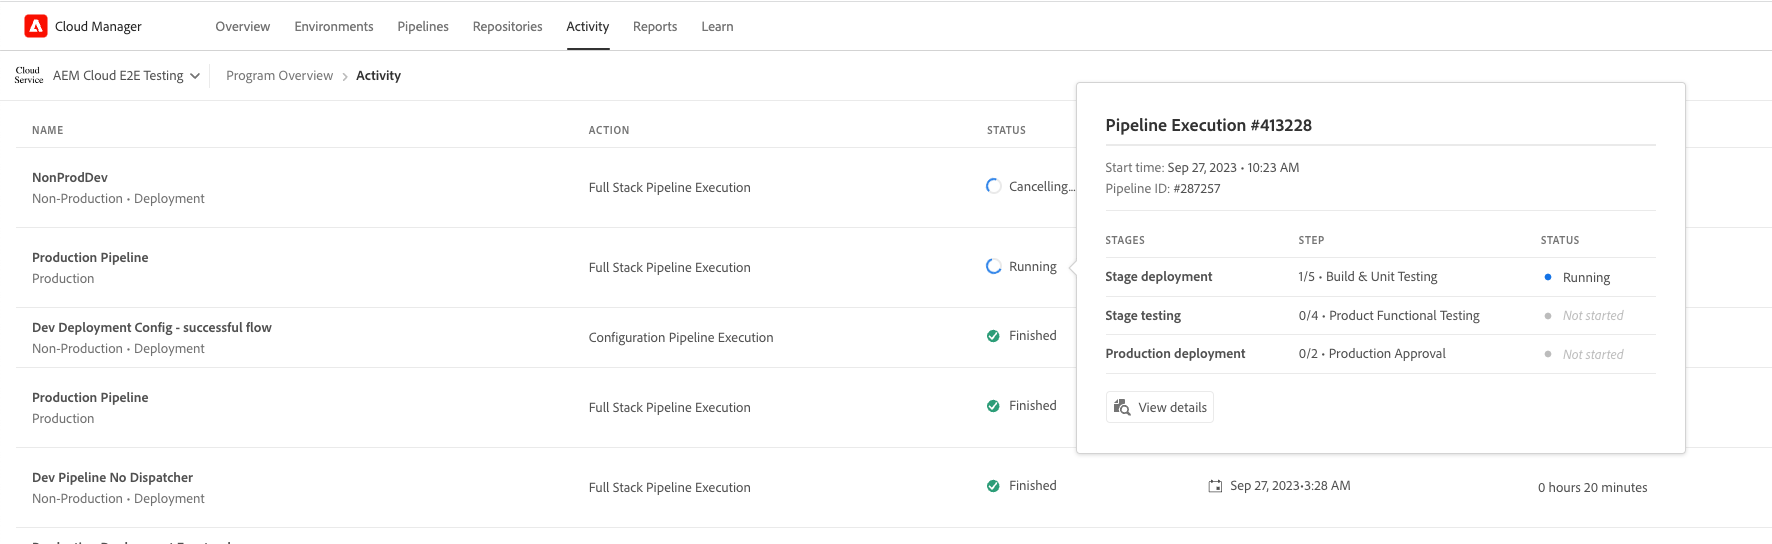 Cloud Manager
Overview Environments Pipelines Repositories Activity Reports Learn
Cloud Service
AEM Cloud E2E Testing
Program Overview > Activity
NAME ACTION STATUS
NonProdDev
Non-Production • Deployment
Full Stack Pipeline Execution
Cancelling...
Production Pipeline
Production
Full Stack Pipeline Execution
Running
Dev Deployment Config - successful flow
Non-Production • Deployment
Configuration Pipeline Execution
Finished
Production Pipeline
Production
Full Stack Pipeline Execution
Finished
Dev Pipeline No Dispatcher
Non-Production • Deployment
Full Stack Pipeline Execution
Finished
Sep 27, 2023•3:28 AM
0 hours 20 minutes
Pipeline Execution #413228
Start time: Sep 27, 2023 • 10:23 AM
Pipeline ID: #287257
STAGES STEP STATUS
Stage deployment 1/5 • Build & Unit Testing Running
Stage testing 0/4 • Product Functional Testing Not started
Production deployment 0/2 • Production Approval Not started
View details